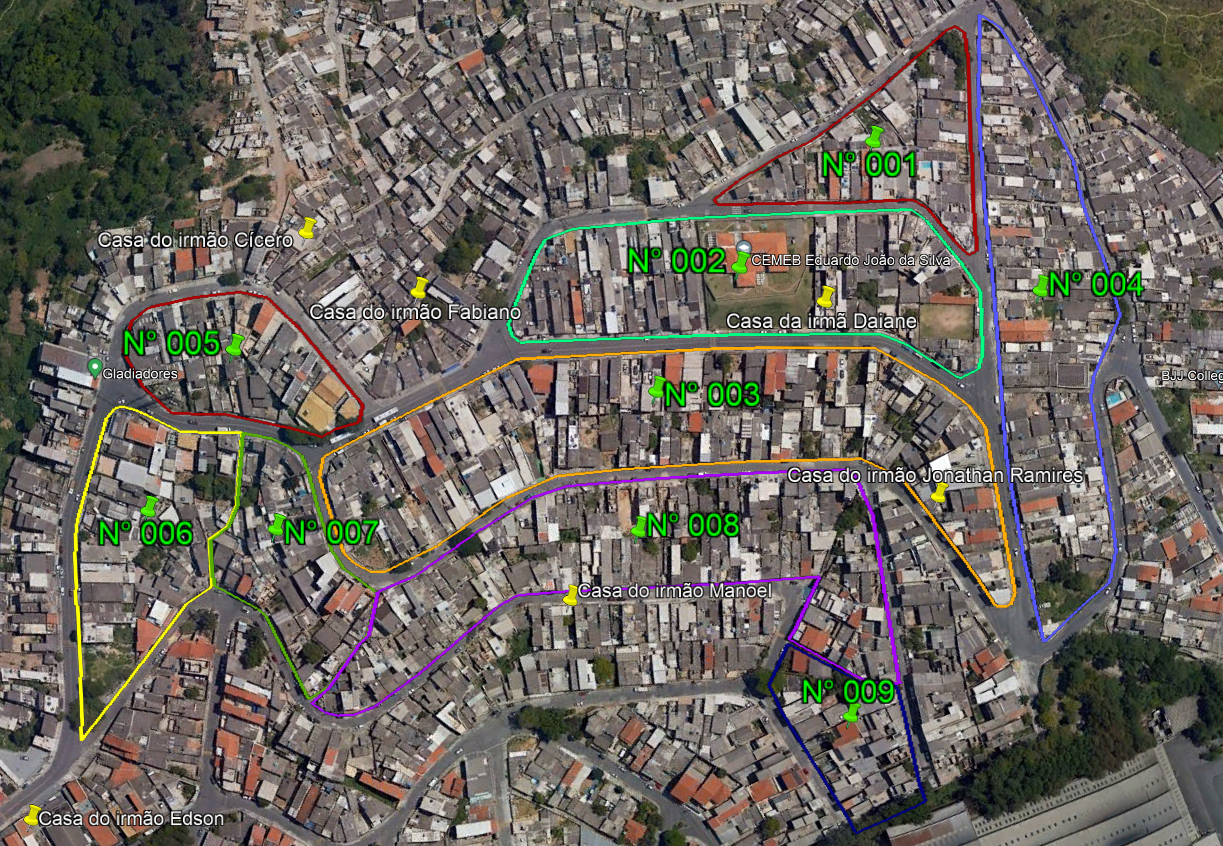 Nº 001
Casa do irmão Cícero
Nº 002
CEMEB Eduardo João da Silva
Nº 004
Casa do irmão Fabiano
Casa da irmã Daiane
Nº 005
Gladiadores
BJJ Colleg
Nº 003
Casa do irmão Jonathan Ramires
Nº 006
Nº 007
Nº 008
Casa do irmão Manoel
Nº 009
Casa do irmão Edson